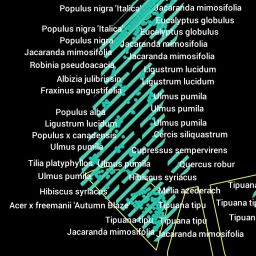 Populus nigra 'Italica'
Jacaranda mimosifolia
Eucalyptus globulus
Populus nigra 'Italica'
Eucalyptus globulus
Populus nigra
Jacaranda mimosifolia
Jacaranda mimosifolia
Jacaranda mimosifolia
Robinia pseudoacacia
Ligustrum lucidum
Albizia julibrissin
Ligustrum lucidum
Fraxinus angustifolia
Ulmus pumila
Ulmus pumila
Populus alba
Ligustrum lucidum
Ulmus pumila
Populus x canadensis
Cercis siliquastrum
Ulmus pumila
Cupressus sempervirens
Tilia platyphyllos
Ulmus pumila
Quercus robur
Ulmus pumila
Hibiscus syriacus
Tipuana
Hibiscus syriacus
Melia azederach
Acer x freemanii 'Autumn Blaze'
Tipuana tipu
Tipuana tipu
Tipuana tipu
Tipuana tipu
Tipuana
Jacaranda mimosifolia
Jacaranda mimosifolia